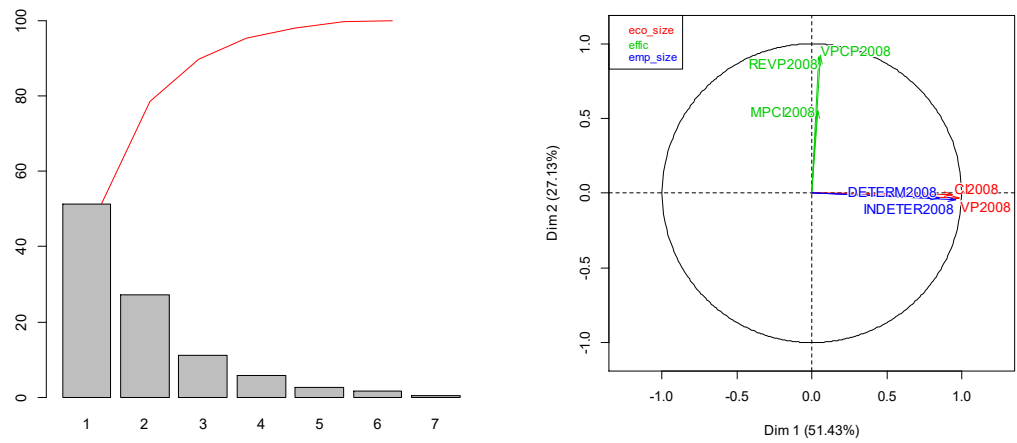 100
80
60
40
20
0
1 2 3 4 5 6 7
eco_size
effic
emp_size
VPCP2008
REVP2008
MPCI2008
DETERM2008
CI2008
INDETER2008
VP2008
1.0
0.5
0.0
-0.5
-1.0
Dim 2 (27.13%)
-1.0 -0.5 0.0 0.5 1.0
Dim 1 (51.43%)